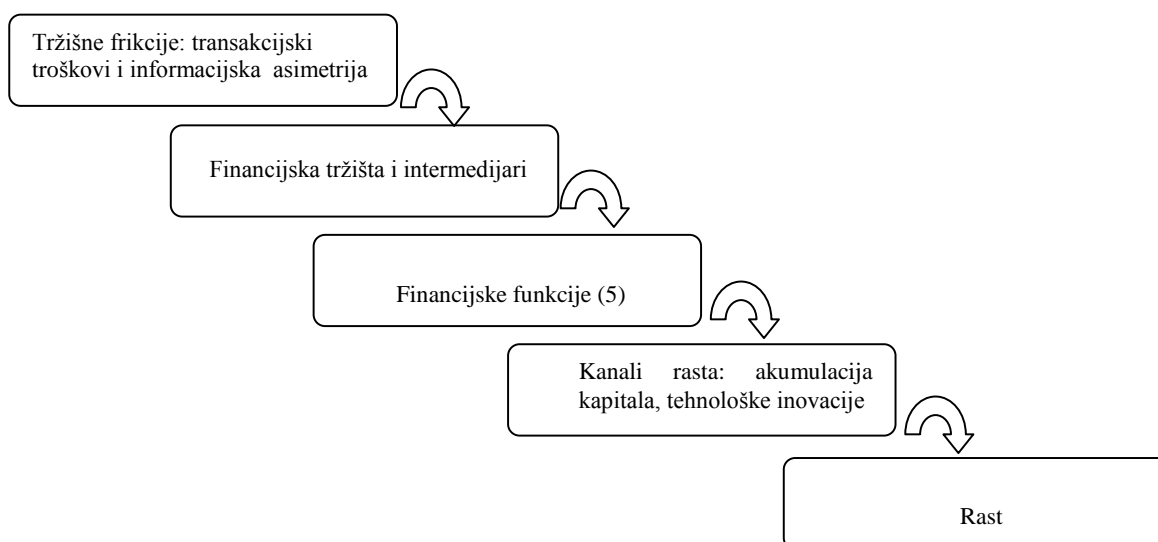 Tržišne frikcije: transakcijski
troškovi i informacijska asimetrija
Financijska tržišta i intermedijari
Financijske funkcije (5)
Kanali rasta: akumulacija
kapitala, tehnološke inovacije
Rast